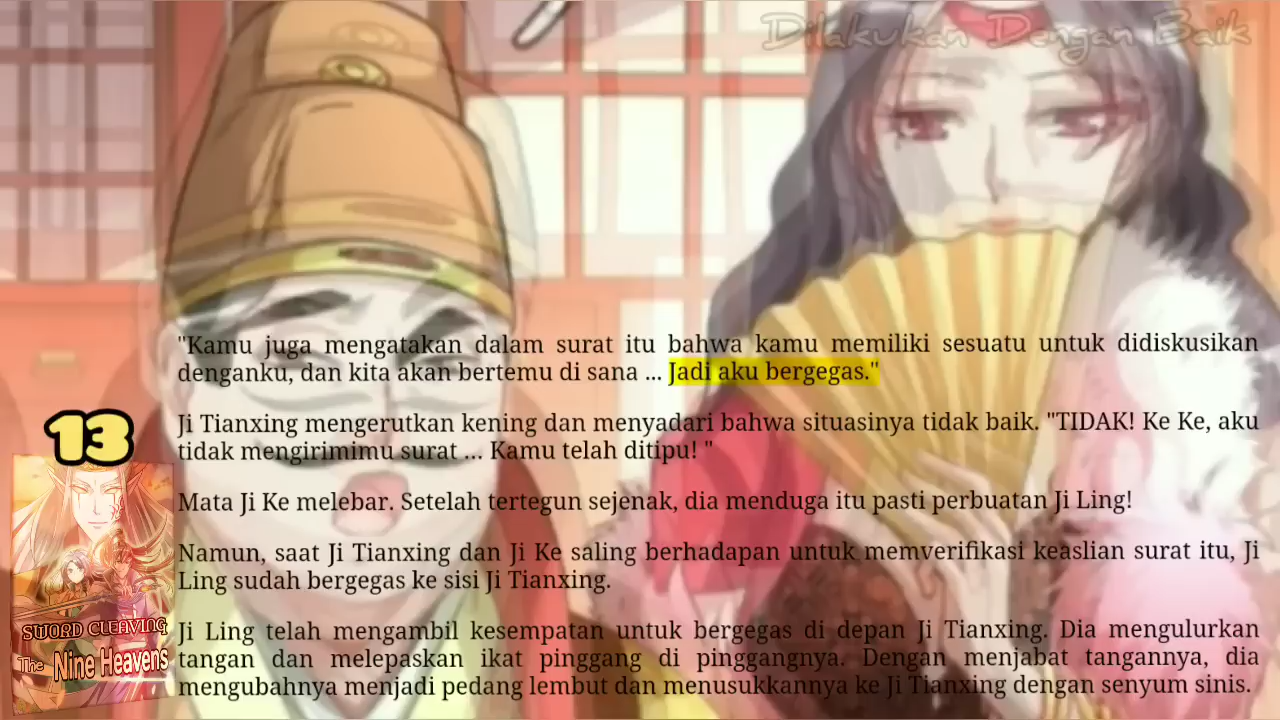 Dilakukan Dengan Baik
"Kamu juga mengatakan dalam surat itu bahwa kamu memiliki sesuatu untuk didiskusikan
denganku, dan kita akan bertemu di sana ... Jadi aku bergegas."
13
Ji Tianxing mengerutkan kening dan menyadari bahwa situasinya tidak baik. "TIDAK! Ke Ke, aku
tidak mengirimimu surat ... Kamu telah ditipu! "
Mata Ji Ke melebar. Setelah tertegun sejenak, dia menduga itu pasti perbuatan Ji Ling!
Namun, saat Ji Tianxing dan Ji Ke saling berhadapan untuk memverifikasi keaslian surat itu, Ji
Ling sudah bergegas ke sisi Ji Tianxing.
SWORD CLEAVING
The Nine Heavens
Ji Ling telah mengambil kesempatan untuk bergegas di depan Ji Tianxing. Dia mengulurkan
tangan dan melepaskan ikat pinggang di pinggangnya. Dengan menjabat tangannya, dia
mengubahnya menjadi pedang lembut dan menusukkannya ke Ji Tianxing dengan senyum sinis.